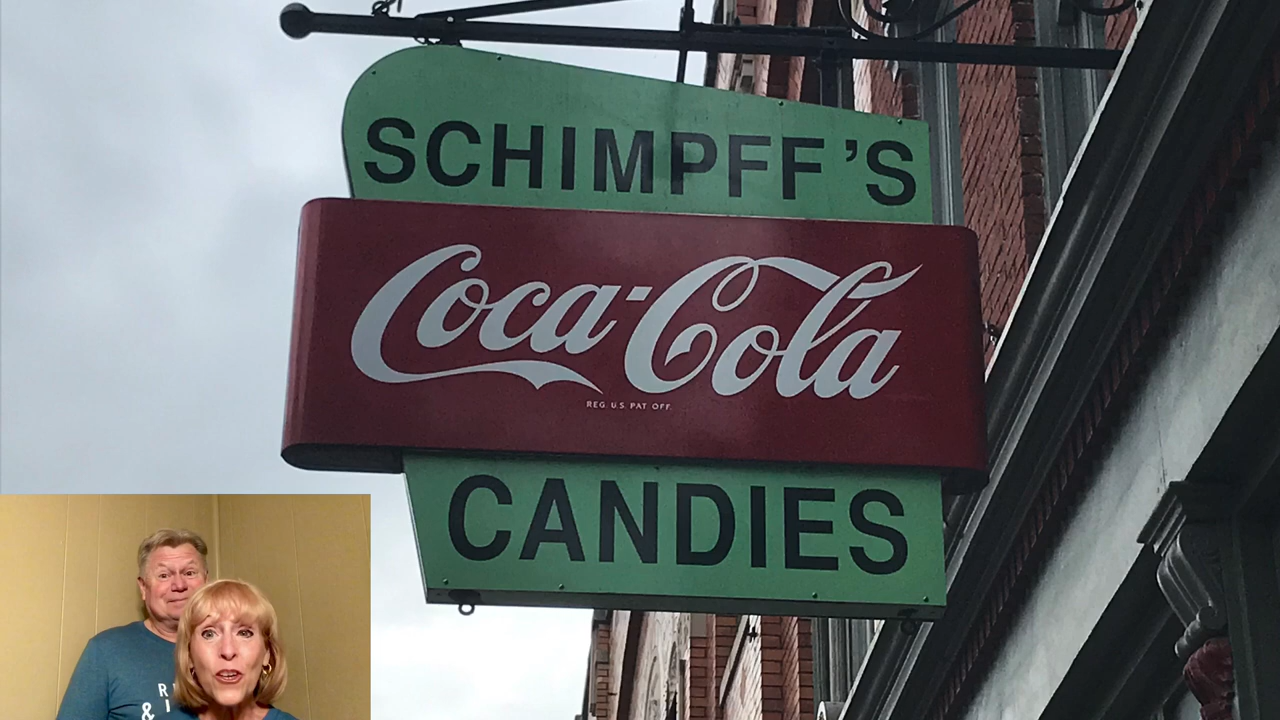 SCHIMPFF'S
Coca-Cola
REG. U.S. PAT. OFF.
CANDIES
R
&